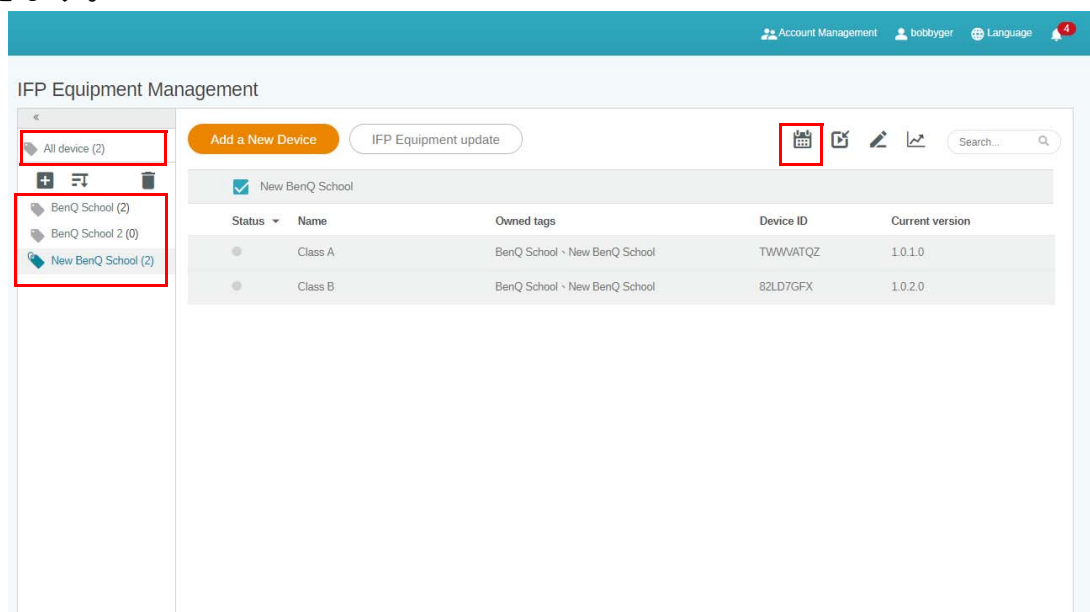 Account Management bobbyger Language 4
IFP Equipment Management
«
All device (2)
Add a New Device IFP Equipment update Search...
New BenQ School
BenQ School (2)
BenQ School 2 (0)
New BenQ School (2)
Status Name Owned tags Device ID Current version
Class A BenQ School、New BenQ School TWWVATQZ 1.0.1.0
Class B BenQ School、New BenQ School 82LD7GFX 1.0.2.0